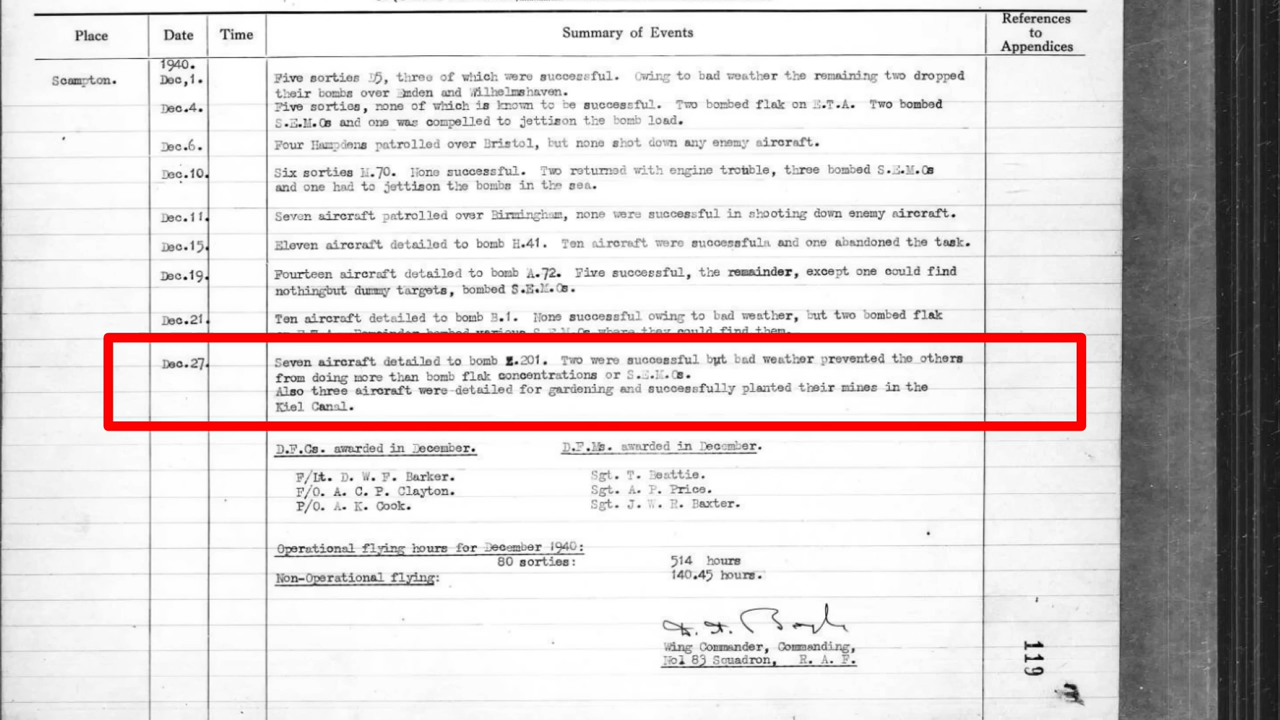 Place Date Time Summary of Events References
to
Appendices
1940.
Scampton. Dec,1. Five sorties D5, three of which were successful. Owing to bad weather the remaining two dropped
their bombs over Emden and Wilhelmshaven.
Dec.4. Five sorties, none of which is known to be successful. Two bombed flak on E.T.A. Two bombed
S.E.M.Os and one was compelled to jettison the bomb load.
Dec.6. Four Hampdens patrolled over Bristol, but none shot down any enemy aircraft.
Dec.10. Six sorties M.70. None successful. Two returned with engine trouble, three bombed S.E.M.Os
and one had to jettison the bombs in the sea.
Dec.11. Seven aircraft patrolled over Birmingham, none were successful in shooting down enemy aircraft.
Dec.15. Eleven aircraft detailed to bomb H.41. Ten aircraft were successfula and one abandoned the task.
Dec.19. Fourteen aircraft detailed to bomb A.72. Five successful, the remainder, except one could find
nothingbut dummy targets, bombed S.E.M.Os.
Dec.21. Ten aircraft detailed to bomb B.1. None successful owing to bad weather, but two bombed flak
on E.T.A. Remainder bombed various S.E.M.Os where they could find them.
Dec.27. Seven aircraft detailed to bomb Z.201. Two were successful but bad weather prevented the others
from doing more than bomb flak concentrations or S.E.M.Os.
Also three aircraft were detailed for gardening and successfully planted their mines in the
Kiel Canal.
D.F.Cs. awarded in December. D.F.Ms. awarded in December.
F/Lt. D. W. F. Barker. Sgt. T. Beattie.
F/O. A. C. P. Clayton. Sgt. A. P. Price.
P/O. A. K. Cook. Sgt. J. W. R. Baxter.
Operational flying hours for December 1940:
80 sorties: 514 hours
Non-Operational flying: 140.45 hours.
Wing Commander, Commanding,
No1 83 Squadron, R. A. F.
119